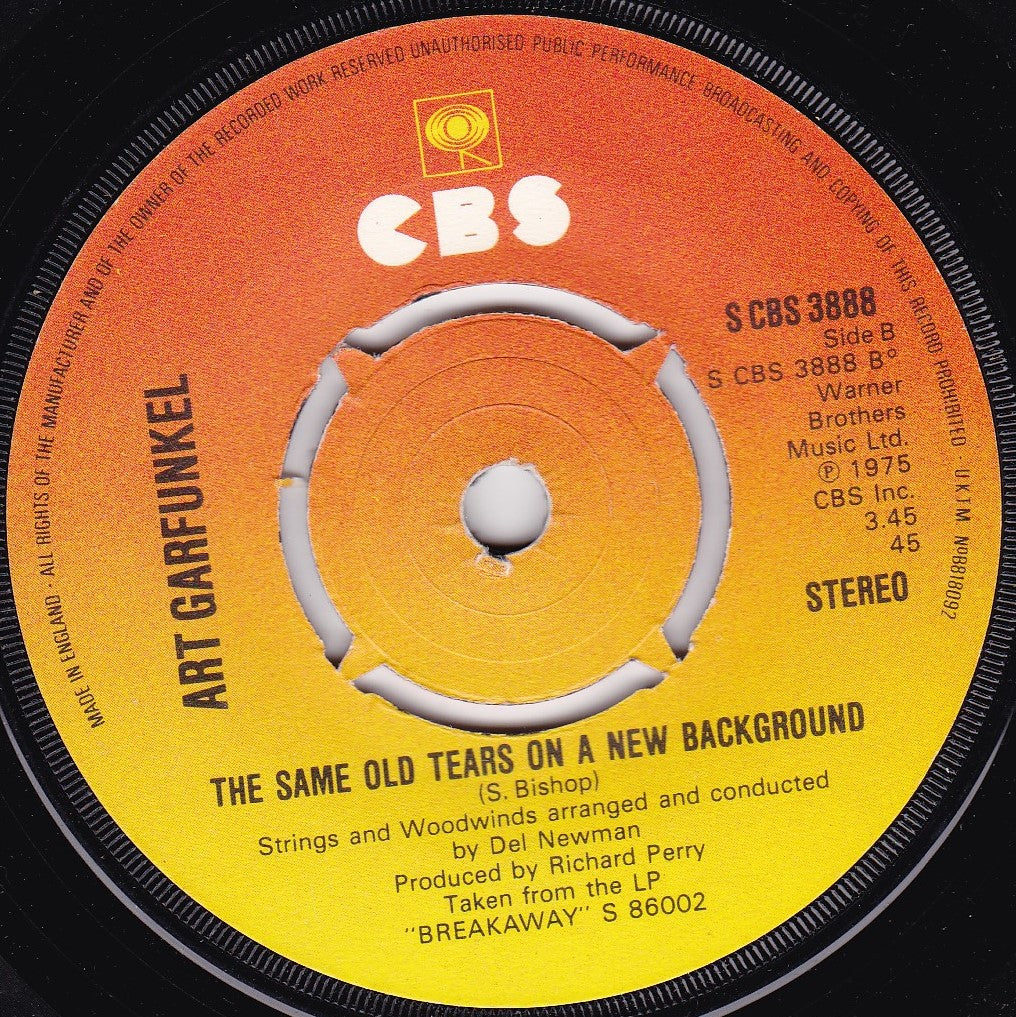 MADE IN ENGLAND · ALL RIGHTS OF THE MANUFACTURER AND OF THE OWNER OF THE RECORDED WORK RESERVED UNAUTHORISED PUBLIC PERFORMANCE BROADCASTING AND COPYING OF THIS RECORD PROHIBITED · UKIM NºB818092
CBS
S CBS 3888
Side B
S CBS 3888 B°
Warner
Brothers
Music Ltd.
℗ 1975
CBS Inc.
3.45
45
STEREO
ART GARFUNKEL
THE SAME OLD TEARS ON A NEW BACKGROUND
(S. Bishop)
Strings and Woodwinds arranged and conducted
by Del Newman
Produced by Richard Perry
Taken from the LP
"BREAKAWAY" S 86002